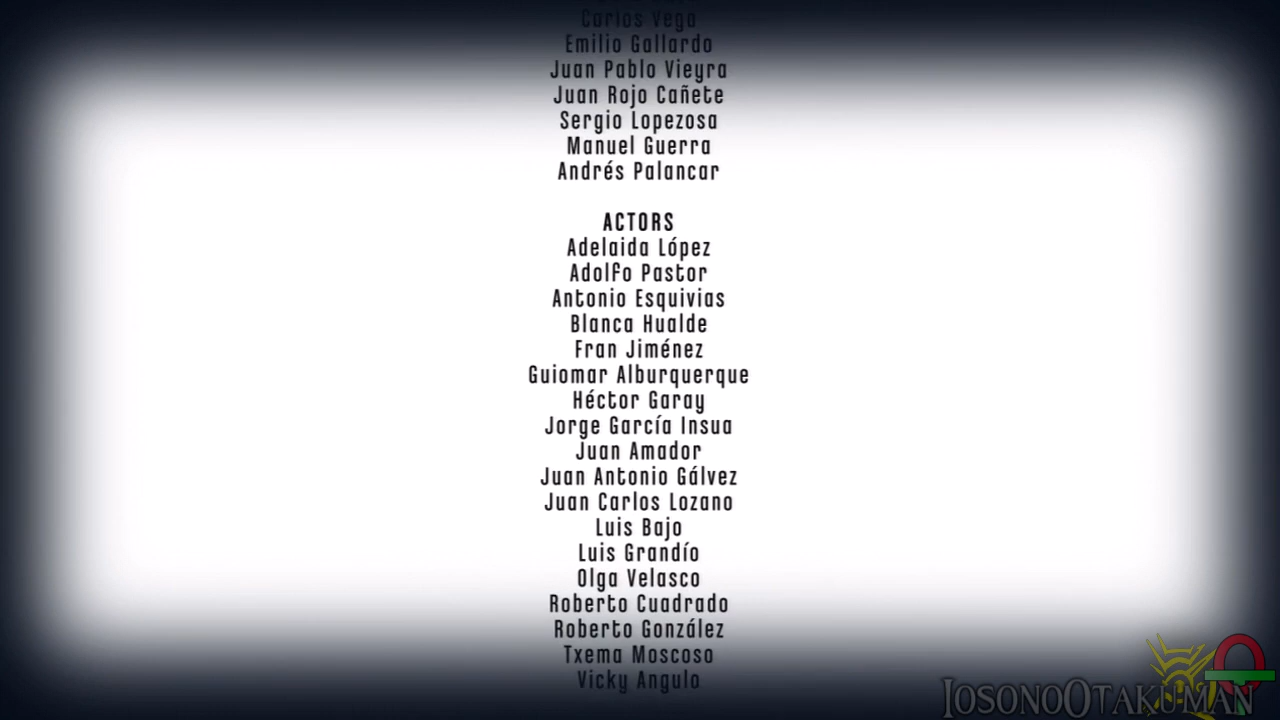 Carlos Vega
Emilio Gallardo
Juan Pablo Vieyra
Juan Rojo Cañete
Sergio Lopezosa
Manuel Guerra
Andrés Palancar
ACTORS
Adelaida López
Adolfo Pastor
Antonio Esquivias
Blanca Hualde
Fran Jiménez
Guiomar Alburquerque
Héctor Garay
Jorge García Insua
Juan Amador
Juan Antonio Gálvez
Juan Carlos Lozano
Luis Bajo
Luis Grandío
Olga Velasco
Roberto Cuadrado
Roberto González
Txema Moscoso
Vicky Angulo
IosonoOtakuman